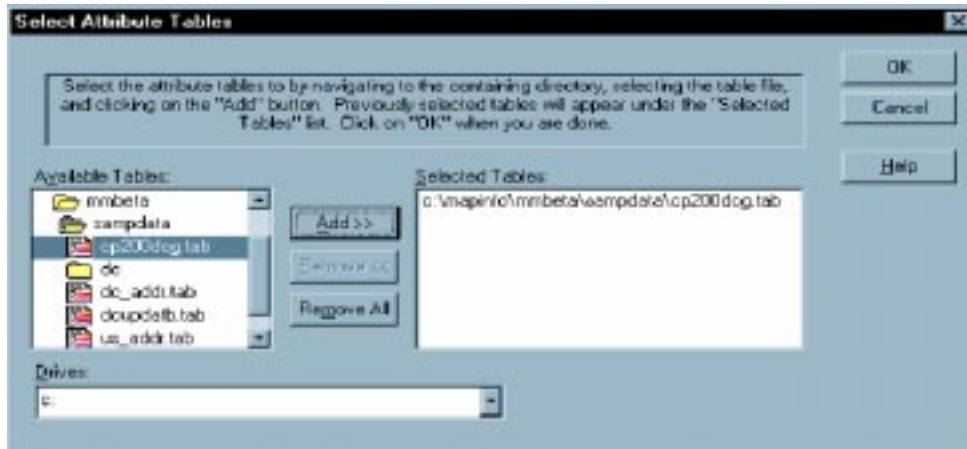 Select Attribute Tables
Select the attribute tables to by navigating to the containing directory, selecting the table file,
and clicking on the "Add" button. Previously selected tables will appear under the "Selected
Tables" list. Click on "OK" when you are done.
OK
Cancel
Help
Available Tables:
mmbeta
sampdata
cp200dcg.tab
dc
dc_addr.tab
dcupdatb.tab
us_addr.tab
Add >>
Remove <<
Remove All
Selected Tables:
c:\mapinfo\mmbeta\sampdata\cp200dcg.tab
Drives:
c: